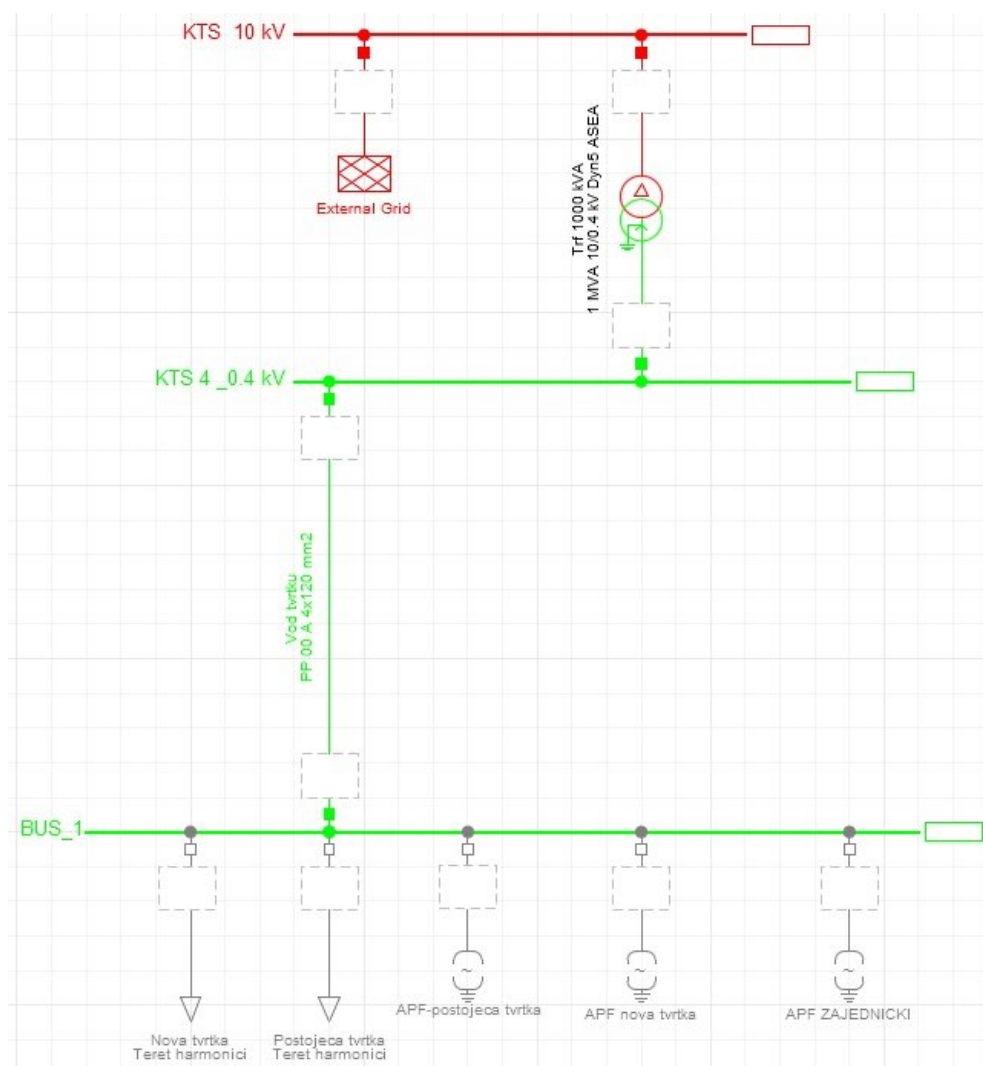 KTS 10 kV
External Grid
Trf 1000 kVA
1 MVA 10/0.4 kV Dyn5 ASEA
KTS 4 _0.4 kV
Vod tvrtku
PP 00 A 4x120 mm2
BUS_1
Nova tvrtka
Teret harmonici
Postojeca tvrtka
Teret harmonici
APF-postojeca tvrtka
APF nova tvrtka
APF ZAJEDNICKI